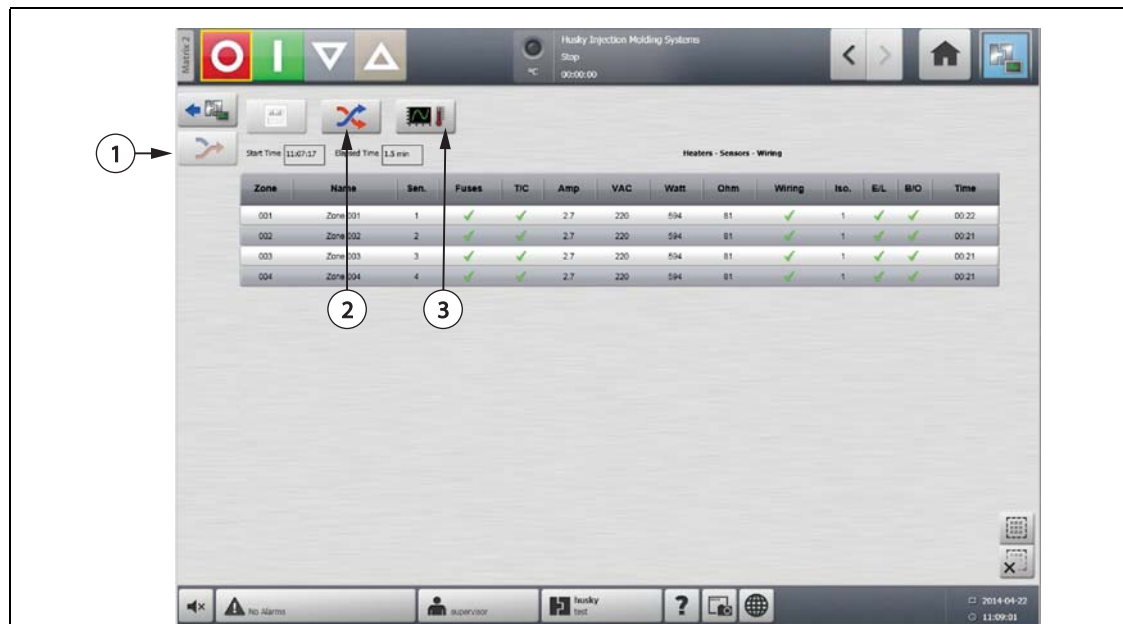 Matrix 2
Husky Injection Molding Systems
Stop
°C
00:00:00
1
2
3
Start Time 11:07:17 Elapsed Time 1.5 min
Heaters - Sensors - Wiring
Zone Name Sen. Fuses T/C Amp VAC Watt Ohm Wiring Iso. E/L B/O Time
001 Zone 001 1 2.7 220 594 81 1 00:22
002 Zone 002 2 2.7 220 594 81 1 00:21
003 Zone 003 3 2.7 220 594 81 1 00:21
004 Zone 004 4 2.7 220 594 81 1 00:21
No Alarms
supervisor
husky
test
?
2014-04-22
11:09:01